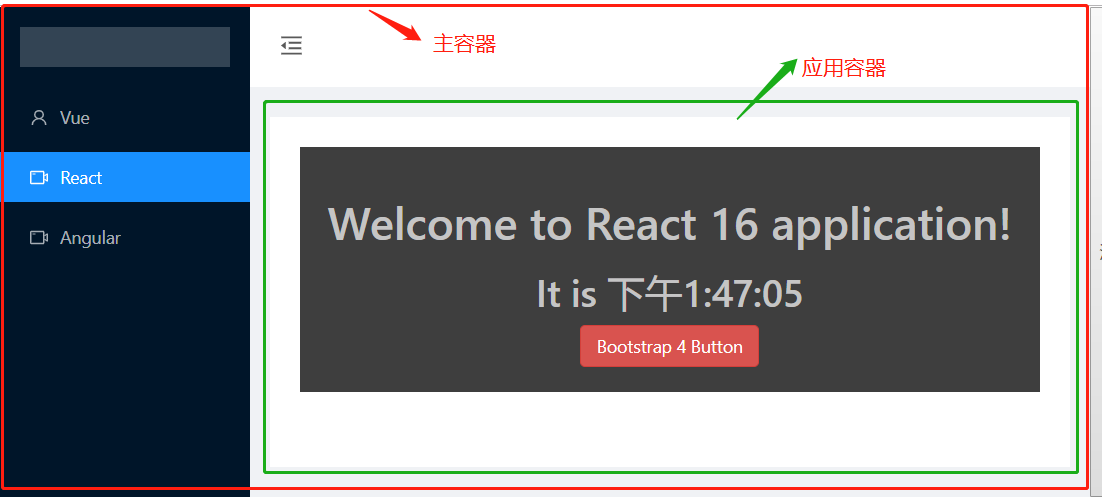 主容器
应用容器
Vue
React
Angular
Welcome to React 16 application!
It is 下午1:47:05
Bootstrap 4 Button